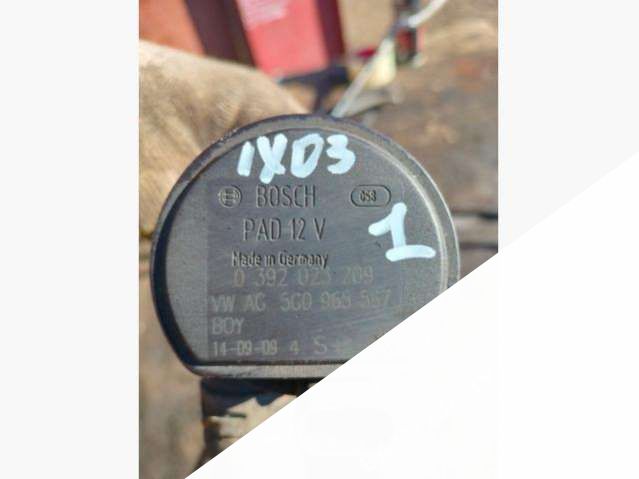 1XD3
BOSCH 058
PAD 12 V
1
Made in Germany
0 392 023 209
VW AG 5G0 965 567
BOY
14-09-09 4 S